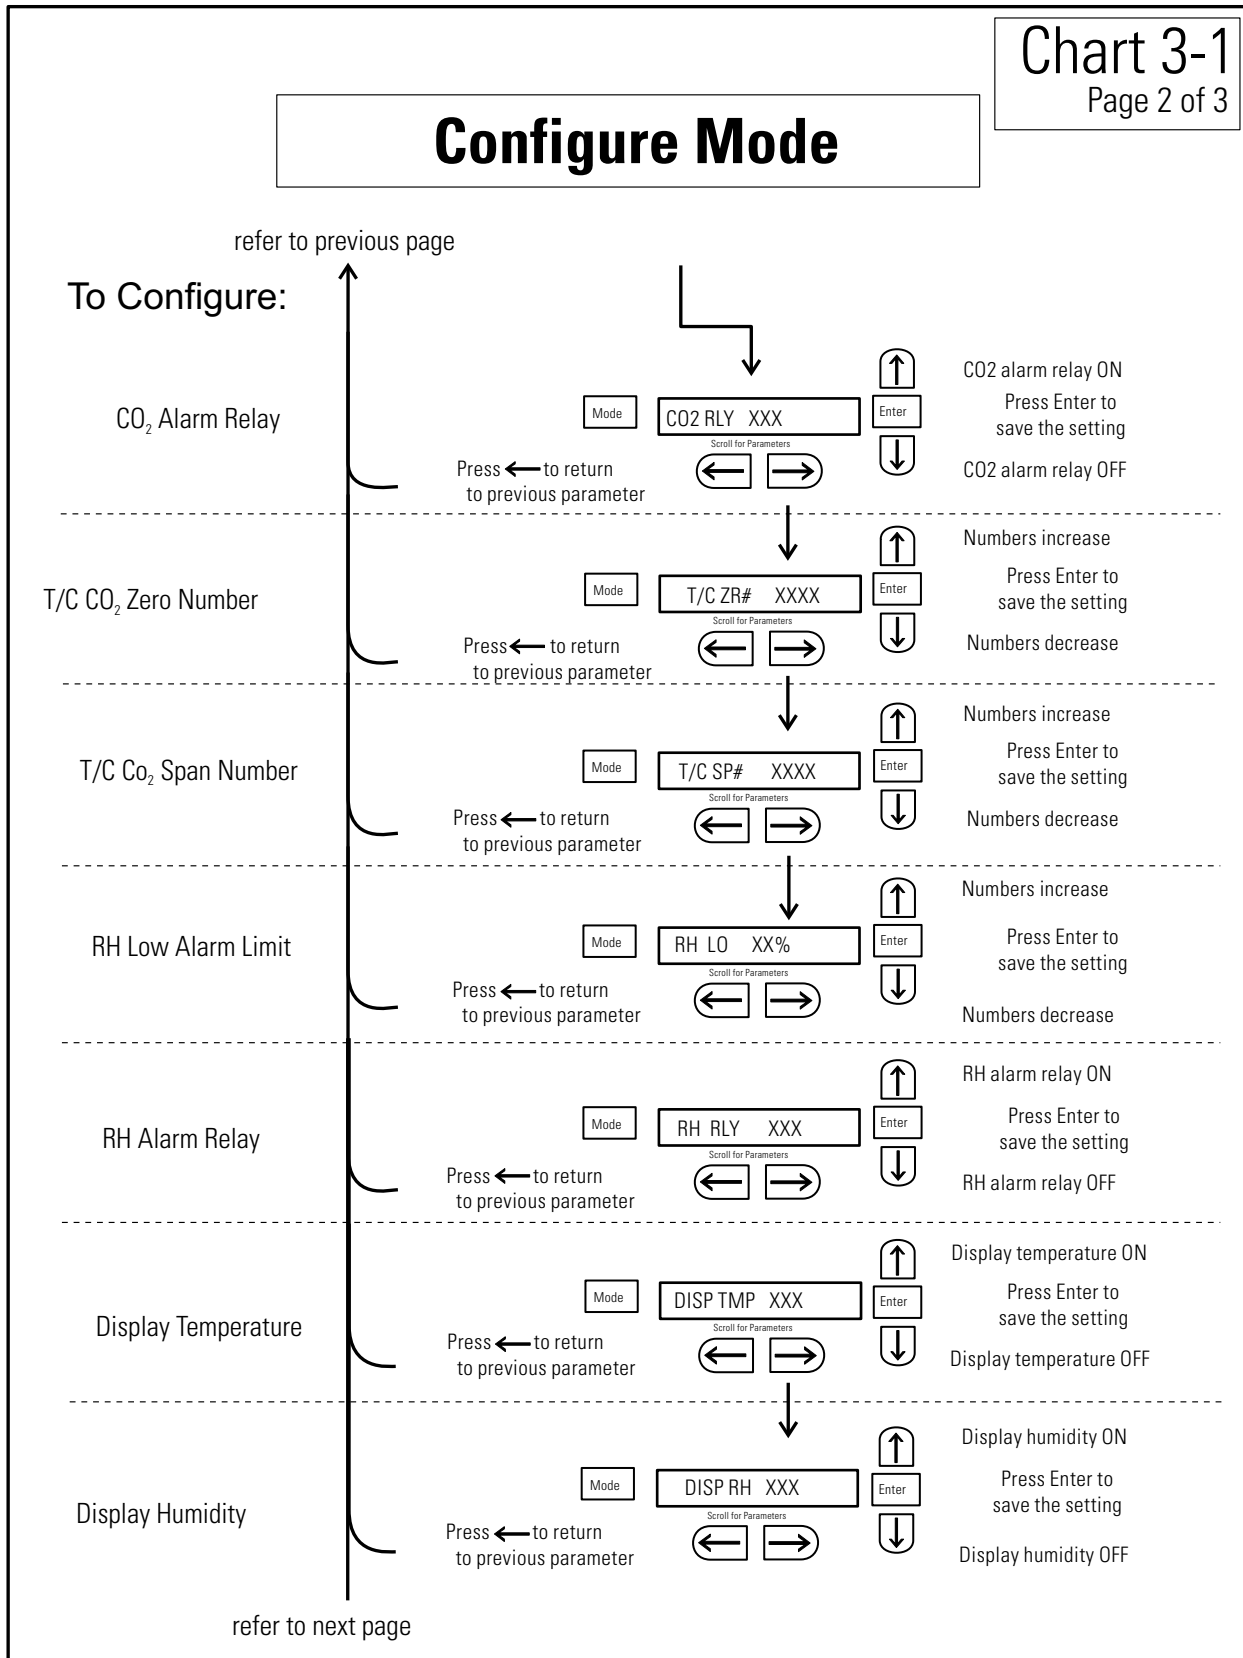 Chart 3-1
Page 2 of 3
Configure Mode
refer to previous page
To Configure:
CO2 alarm relay ON
CO₂ Alarm Relay
Mode
CO2 RLY XXX
Enter
Press Enter to
save the setting
Scroll for Parameters
Press ← to return
to previous parameter
CO2 alarm relay OFF
Numbers increase
T/C CO₂ Zero Number
Mode
T/C ZR# XXXX
Enter
Press Enter to
save the setting
Scroll for Parameters
Press ← to return
to previous parameter
Numbers decrease
Numbers increase
T/C Co₂ Span Number
Mode
T/C SP# XXXX
Enter
Press Enter to
save the setting
Scroll for Parameters
Press ← to return
to previous parameter
Numbers decrease
Numbers increase
RH Low Alarm Limit
Mode
RH LO XX%
Enter
Press Enter to
save the setting
Scroll for Parameters
Press ← to return
to previous parameter
Numbers decrease
RH alarm relay ON
RH Alarm Relay
Mode
RH RLY XXX
Enter
Press Enter to
save the setting
Scroll for Parameters
Press ← to return
to previous parameter
RH alarm relay OFF
Display temperature ON
Display Temperature
Mode
DISP TMP XXX
Enter
Press Enter to
save the setting
Scroll for Parameters
Press ← to return
to previous parameter
Display temperature OFF
Display humidity ON
Display Humidity
Mode
DISP RH XXX
Enter
Press Enter to
save the setting
Scroll for Parameters
Press ← to return
to previous parameter
Display humidity OFF
refer to next page